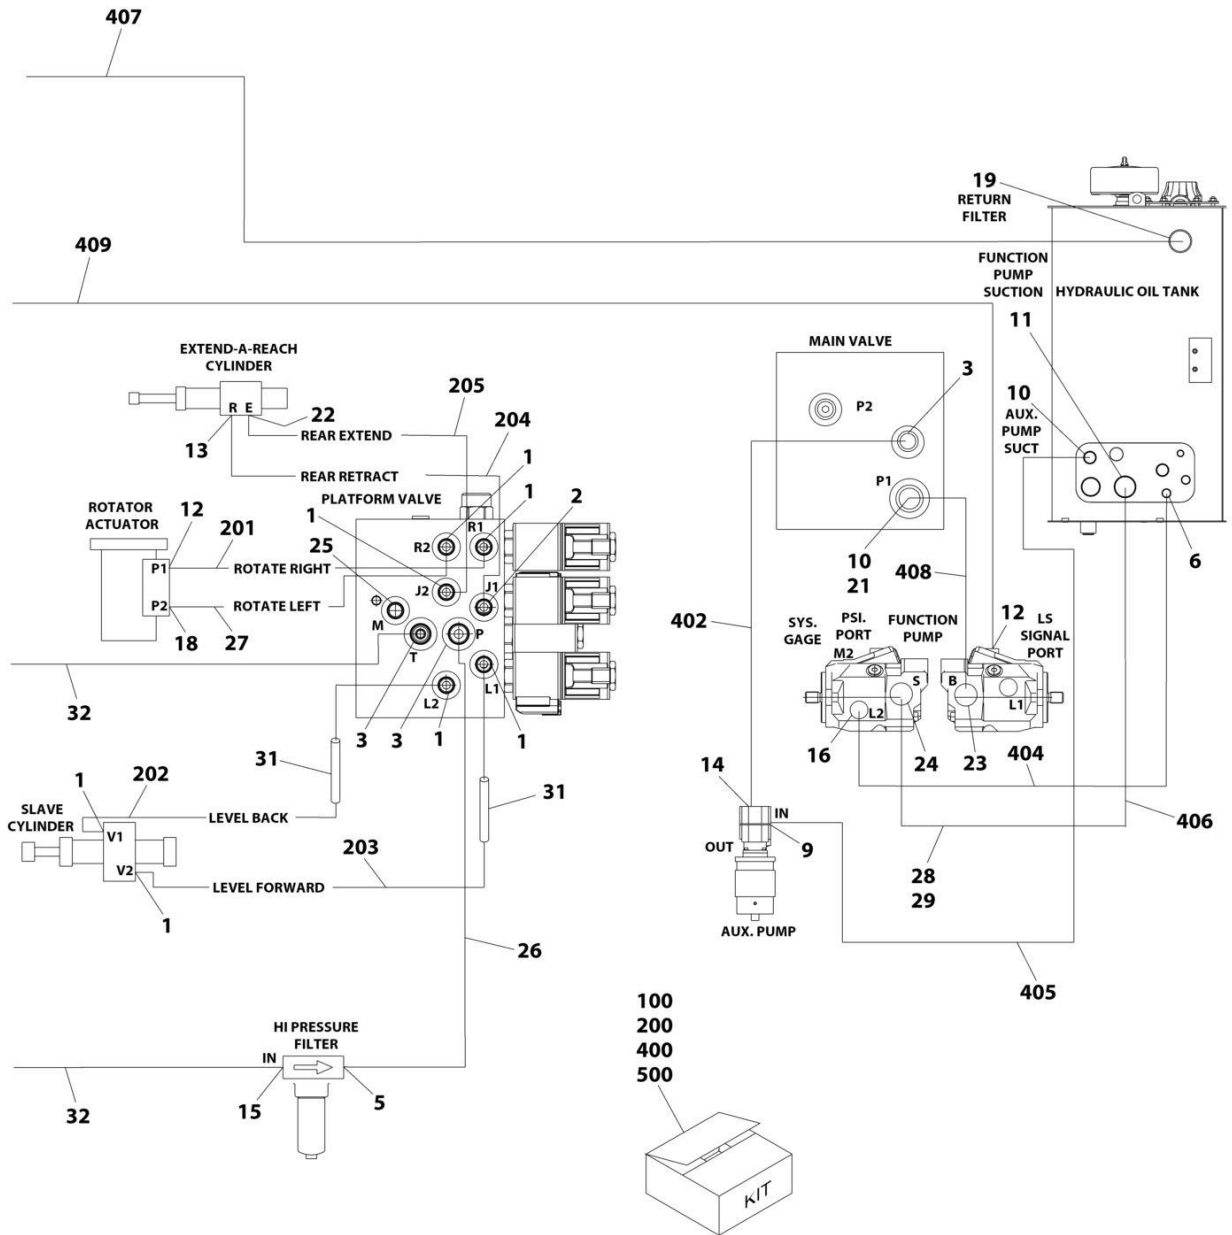 407
19
RETURN
FILTER
409
FUNCTION
PUMP
SUCTION
HYDRAULIC OIL TANK
11
EXTEND-A-REACH
CYLINDER
MAIN VALVE
3
R E
22
205
P2
10
AUX.
PUMP
SUCT
13
REAR EXTEND
204
REAR RETRACT
1
P1
PLATFORM VALVE
1
2
ROTATOR
ACTUATOR
12
201
1
25
R1
R2
P1
ROTATE RIGHT
10
21
408
6
J2
J1
P2
ROTATE LEFT
M
402
SYS.
GAGE
PSI.
PORT
M2
FUNCTION
PUMP
12
LS
SIGNAL
PORT
18
27
T
P
S
B
L1
L1
L2
32
L2
3
3
1
1
16
24
23
404
31
31
14
1
202
IN
SLAVE
CYLINDER
V1
LEVEL BACK
OUT
9
406
203
V2
LEVEL FORWARD
28
29
1
AUX. PUMP
26
405
100
200
400
500
HI PRESSURE
FILTER
IN
32
15
5
KIT